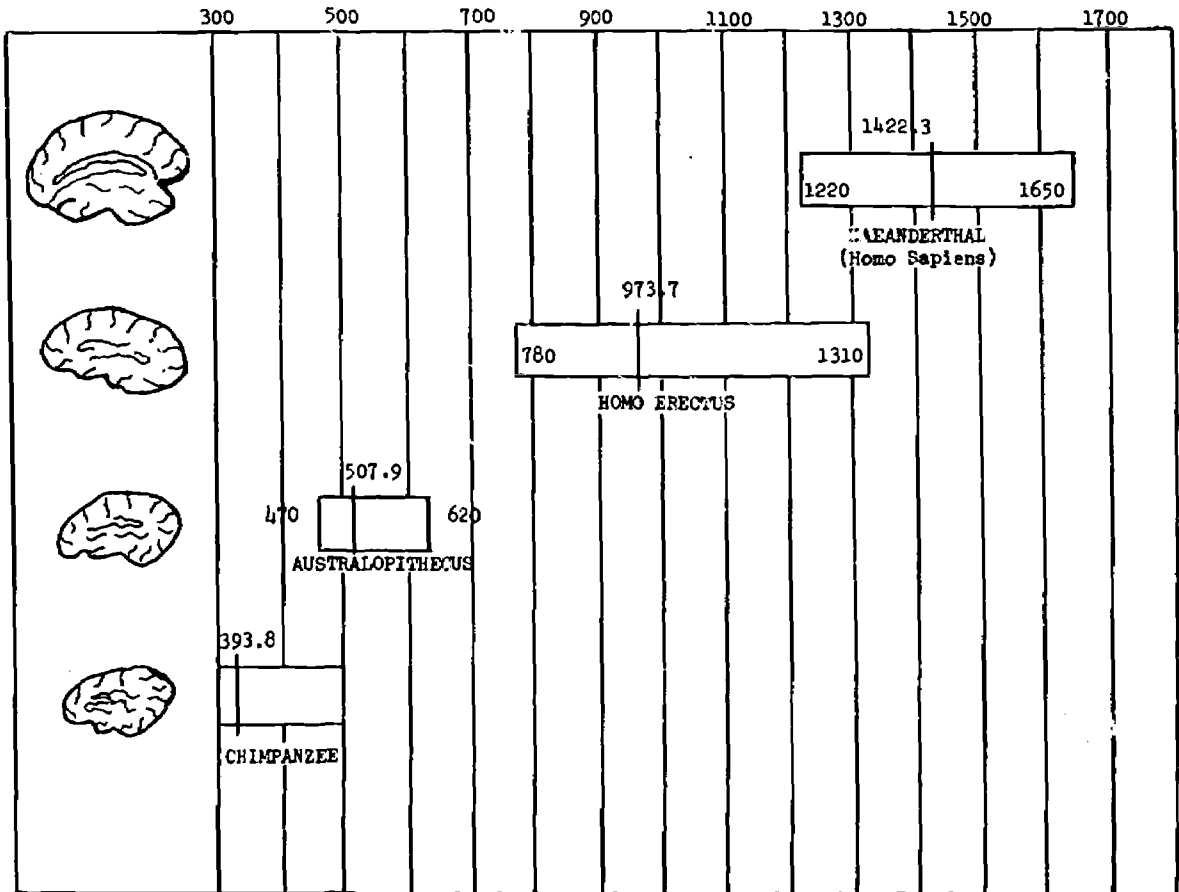 300 500 700 900 1100 1300 1500 1700
1422.3
1220 1650
NAEANDERTHAL
(Homo Sapiens)
973.7
780 1310
HOMO ERECTUS
507.9
470 620
AUSTRALOPITHECUS
393.8
CHIMPANZEE